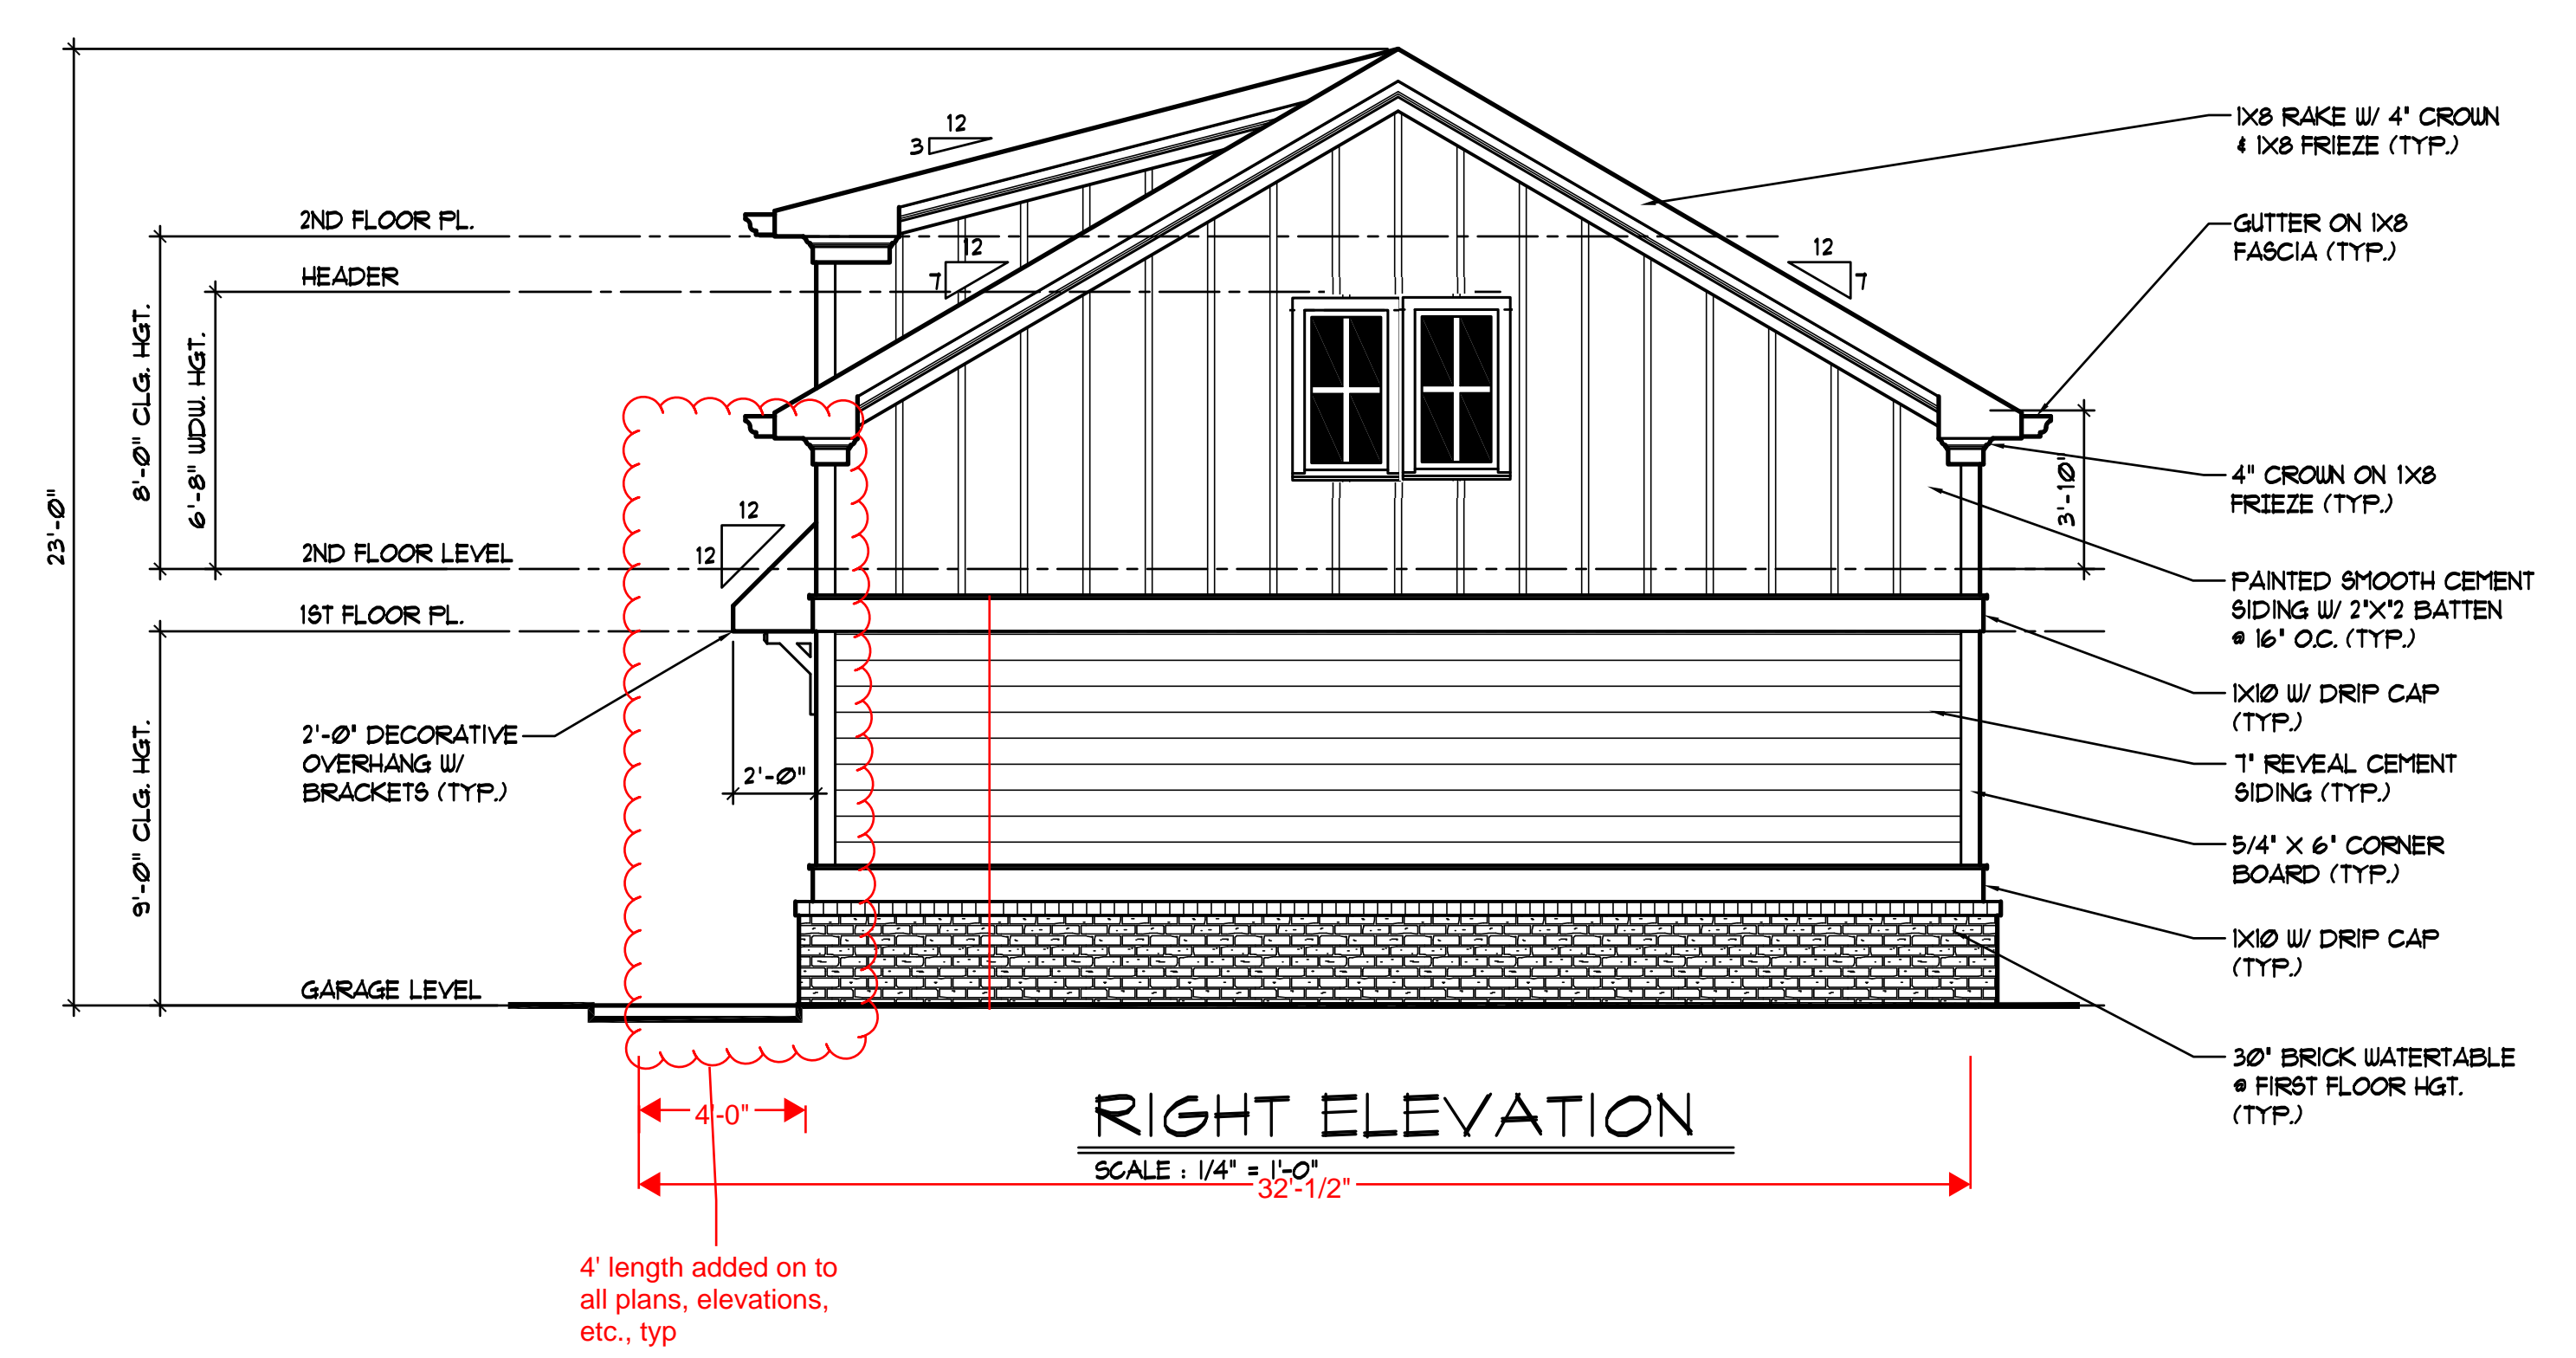 12
3
1X8 RAKE W/ 4" CROWN
& 1X8 FRIEZE (TYP.)
2ND FLOOR PL.
GUTTER ON 1X8
FASCIA (TYP.)
12
7
12
7
HEADER
8'-0" CLG. HGT.
6'-8" WDW. HGT.
23'-0"
4" CROWN ON 1X8
FRIEZE (TYP.)
3'-10"
12
12
2ND FLOOR LEVEL
PAINTED SMOOTH CEMENT
SIDING W/ 2"X"2 BATTEN
@ 16" O.C. (TYP.)
1ST FLOOR PL.
1X10 W/ DRIP CAP
(TYP.)
2'-0" DECORATIVE
OVERHANG W/
BRACKETS (TYP.)
2'-0"
9'-0" CLG. HGT.
7" REVEAL CEMENT
SIDING (TYP.)
5/4" X 6" CORNER
BOARD (TYP.)
1X10 W/ DRIP CAP
(TYP.)
GARAGE LEVEL
30" BRICK WATERTABLE
@ FIRST FLOOR HGT.
(TYP.)
4'-0"
RIGHT ELEVATION
SCALE : 1/4" = 1'-0"
32'-1/2"
4' length added on to
all plans, elevations,
etc., typ